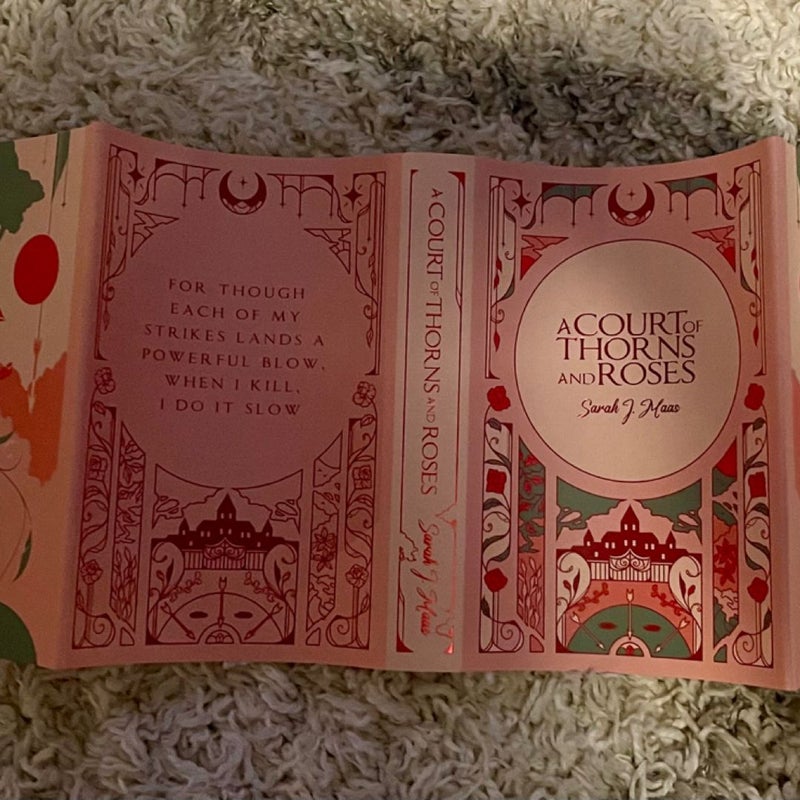 FOR THOUGH
EACH OF MY
STRIKES LANDS A
POWERFUL BLOW,
WHEN I KILL,
I DO IT SLOW
A COURT OF THORNS AND ROSES
Sarah J. Maas
A COURT OF
THORNS
AND ROSES
Sarah J. Maas